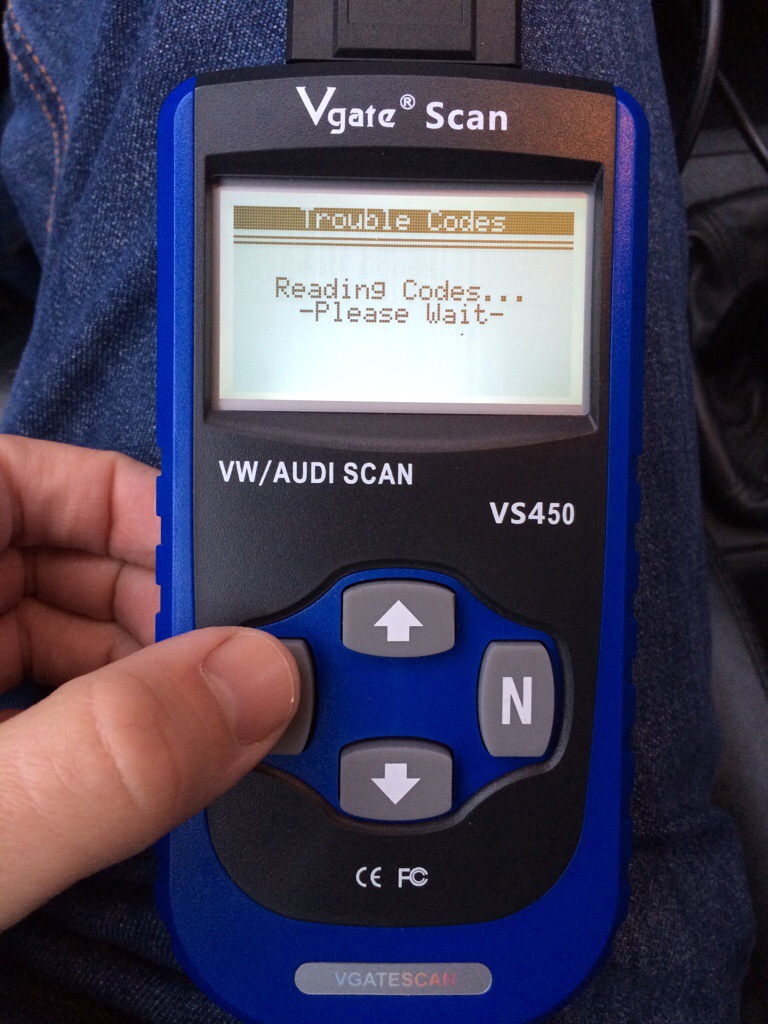 Vgate® Scan
Trouble Codes
Reading Codes...
-Please Wait-
VW/AUDI SCAN
VS450
N
CE FC
VGATESCAN